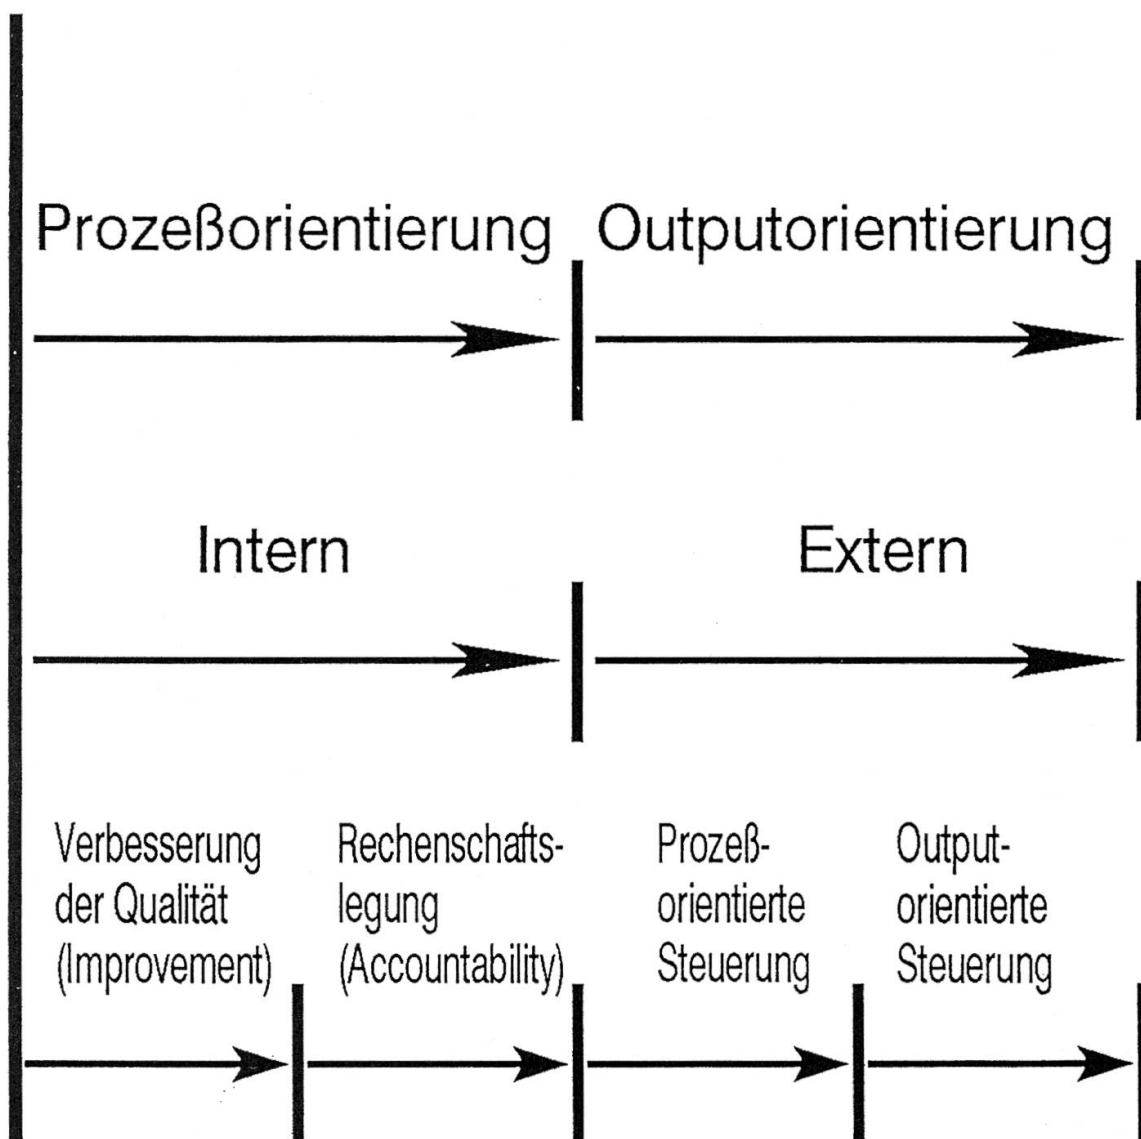 Prozeßorientierung Outputorientierung
Intern Extern
Verbesserung
der Qualität
(Improvement)
Rechenschafts-
legung
(Accountability)
Prozeß-
orientierte
Steuerung
Output-
orientierte
Steuerung